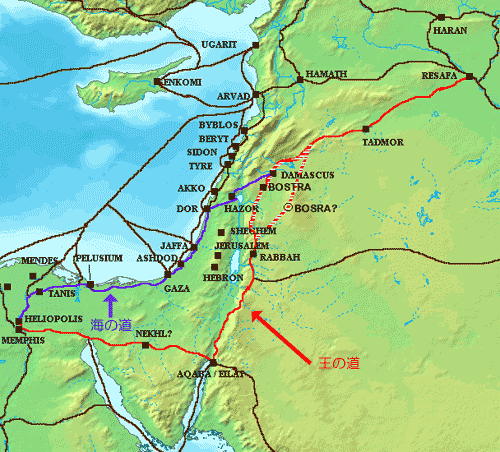 HARAN
UGARIT
HAMATH
RESAFA
ENKOMI
ARVAD
BYBLOS
BERYT
TADMOR
SIDON
TYRE
DAMASCUS
AKKO
BOSTRA
HAZOR
DOR
BOSRA?
SHECHEM
JAFFA
JERUSALEM
RABBAH
PELUSIUM
MENDES
ASHDOD
HEBRON
GAZA
TANIS
HELIOPOLIS
海の道
MEMPHIS
NEKHL?
王の道
AQABA / EILAT